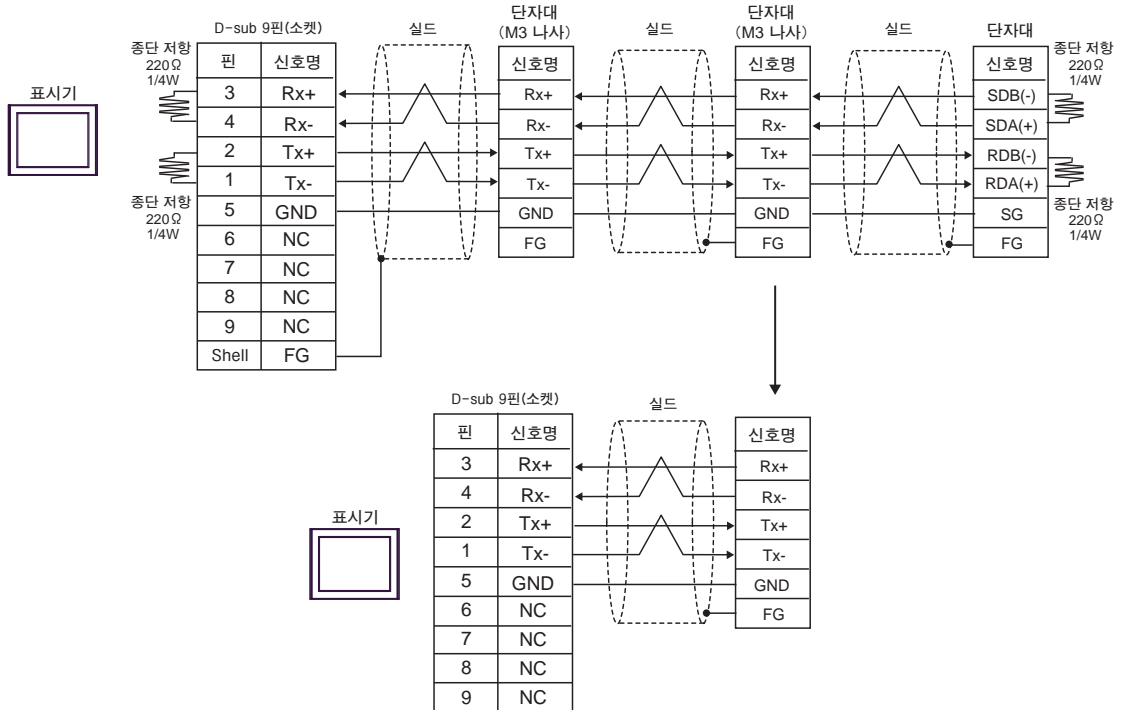 D-sub 9핀(소켓) 실드 단자대 (M3 나사) 실드 단자대 (M3 나사) 실드 단자대
종단 저항 220Ω 1/4W
종단 저항 220Ω 1/4W
표시기
핀 신호명 신호명 신호명 신호명
3 Rx+ Rx+ Rx+ SDB(-)
4 Rx- Rx- Rx- SDA(+)
2 Tx+ Tx+ Tx+ RDB(-)
1 Tx- Tx- Tx- RDA(+)
종단 저항 220Ω 1/4W
종단 저항 220Ω 1/4W
5 GND GND GND SG
6 NC FG FG FG
7 NC
8 NC
9 NC
Shell FG
D-sub 9핀(소켓) 실드
표시기
핀 신호명 신호명
3 Rx+ Rx+
4 Rx- Rx-
2 Tx+ Tx+
1 Tx- Tx-
5 GND GND
6 NC FG
7 NC
8 NC
9 NC